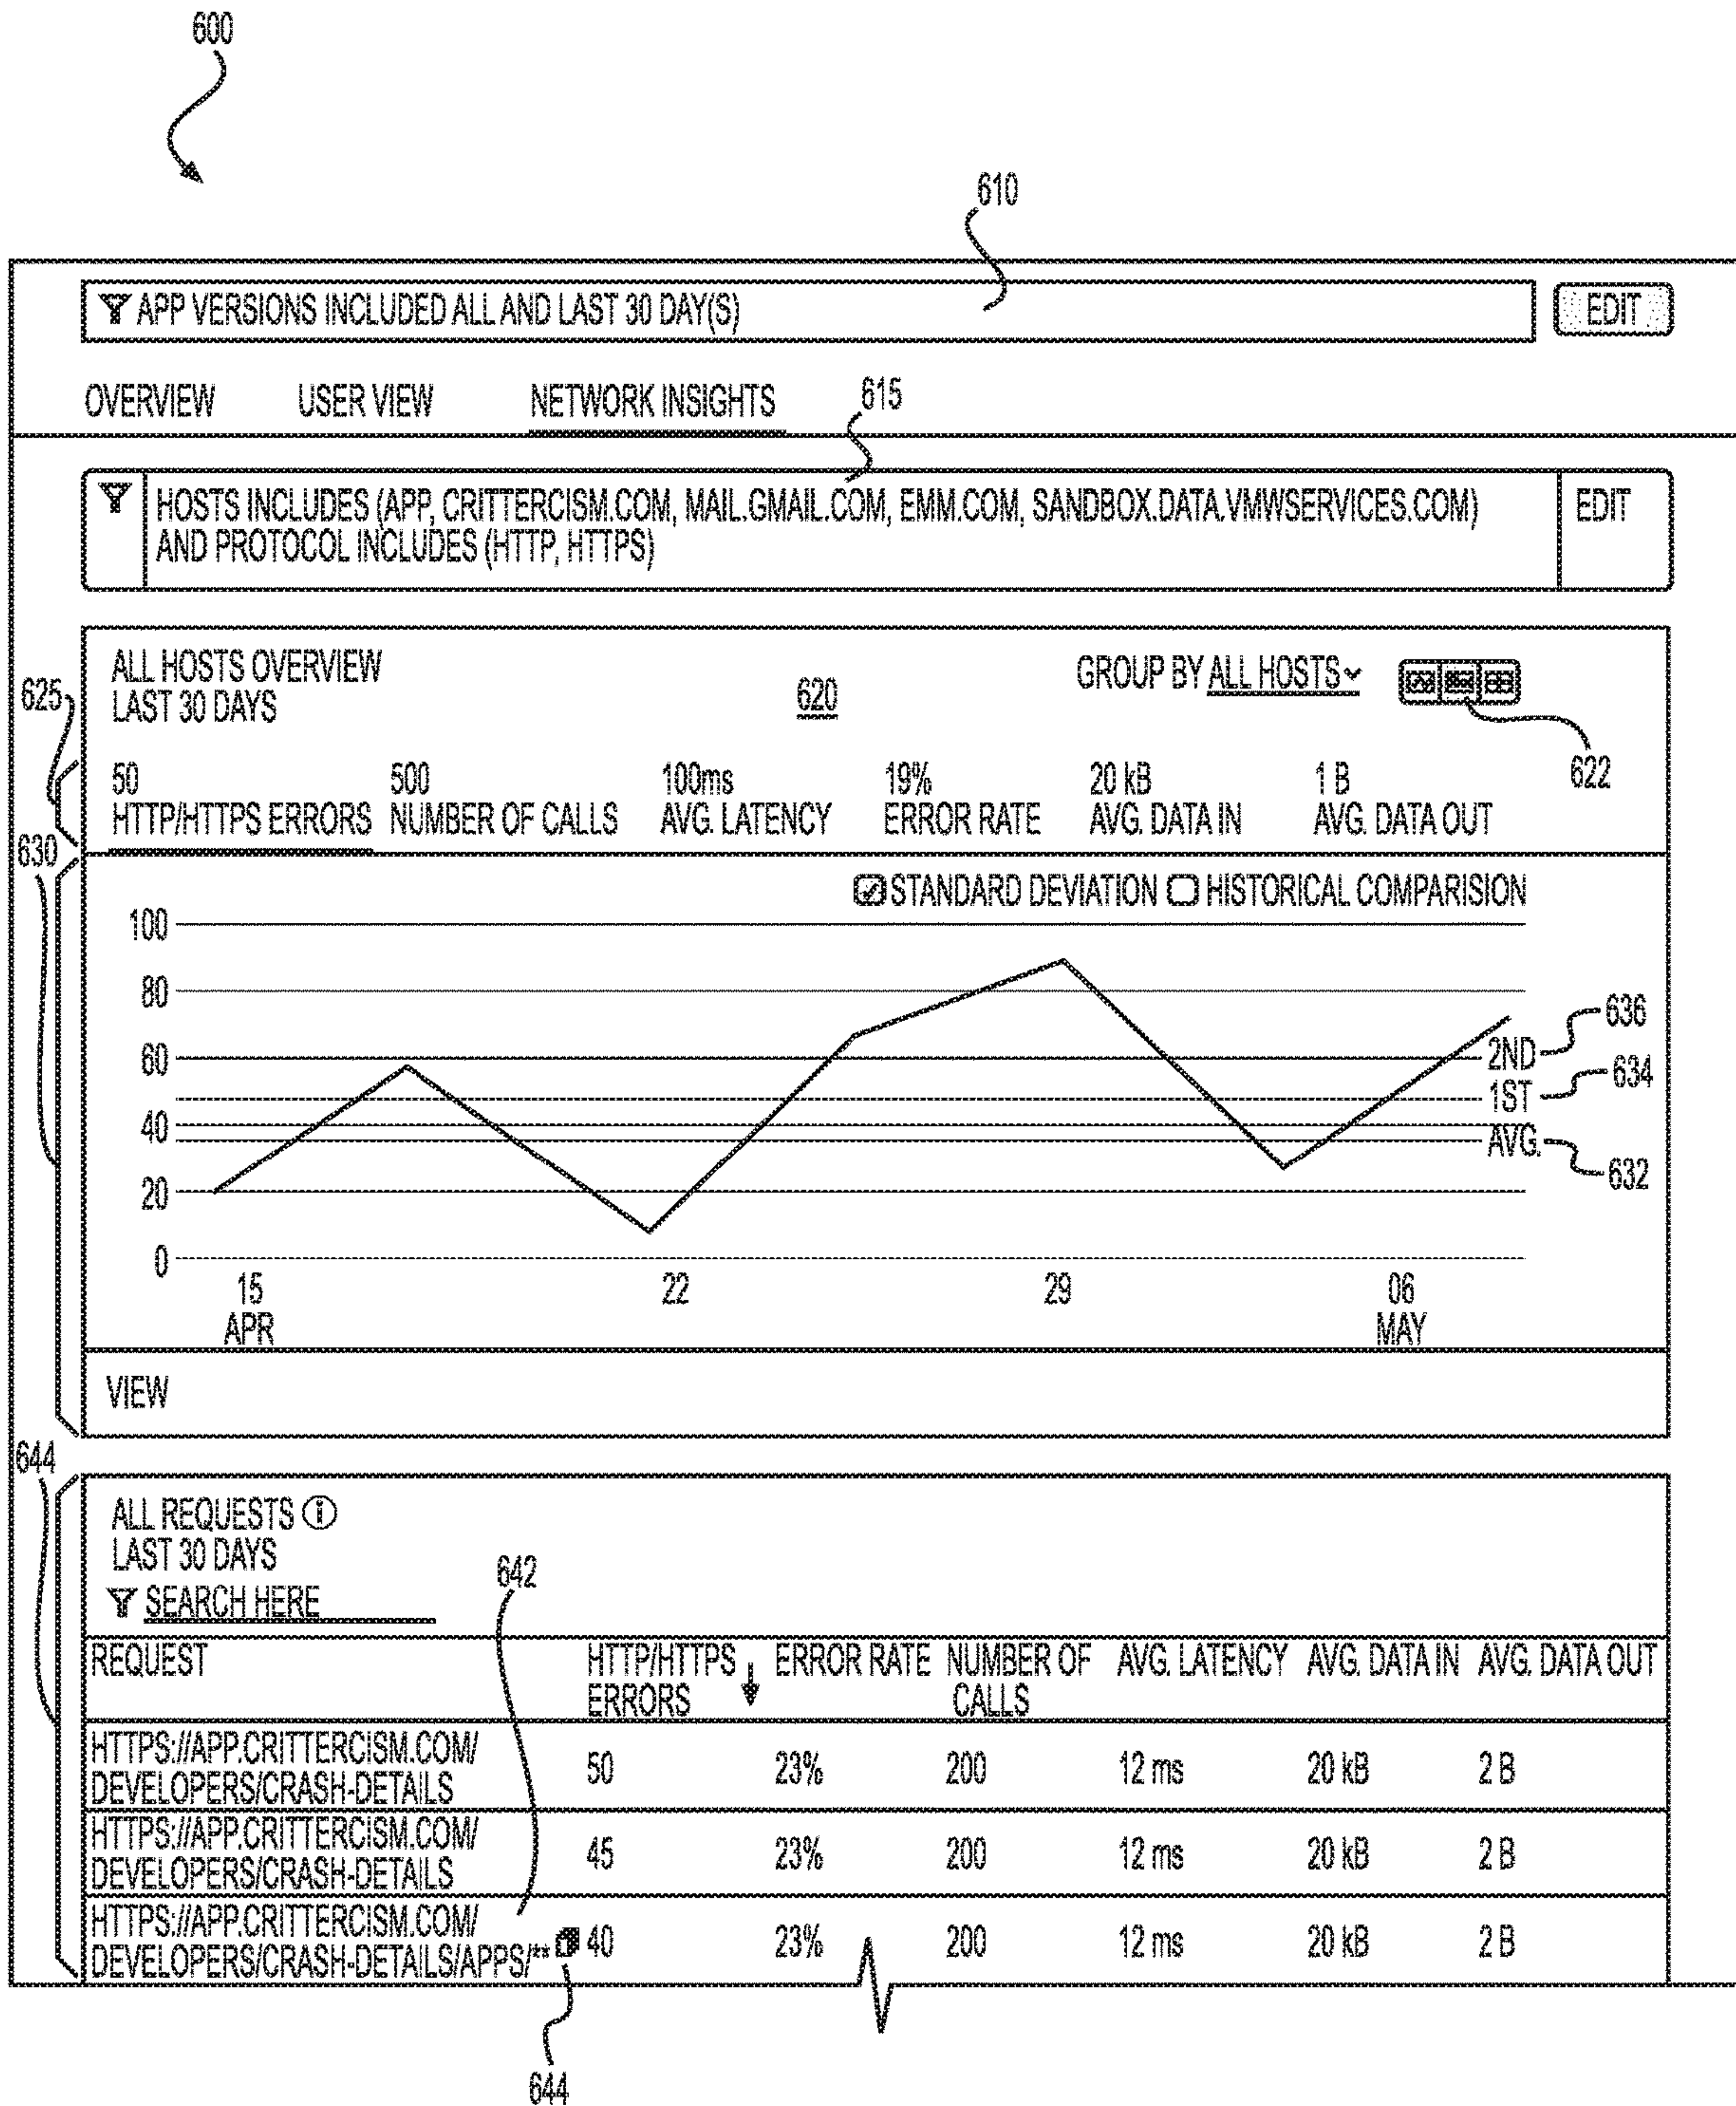 600
610
APP VERSIONS INCLUDED ALL AND LAST 30 DAY(S)
EDIT
OVERVIEW
USER VIEW
NETWORK INSIGHTS
615
HOSTS INCLUDES (APP, CRITTERCISM.COM, MAIL.GMAIL.COM, EMM.COM, SANDBOX.DATA.VMWSERVICES.COM)
AND PROTOCOL INCLUDES (HTTP, HTTPS)
EDIT
ALL HOSTS OVERVIEW
LAST 30 DAYS
620
GROUP BY ALL HOSTS
622
625
50
500
100ms
19%
20 kB
1 B
HTTP/HTTPS ERRORS
NUMBER OF CALLS
AVG. LATENCY
ERROR RATE
AVG. DATA IN
AVG. DATA OUT
630
STANDARD DEVIATION
HISTORICAL COMPARISION
100
80
60
40
20
0
2ND
636
1ST
634
AVG.
632
15
APR
22
29
06
MAY
VIEW
644
ALL REQUESTS i
LAST 30 DAYS
SEARCH HERE
642
REQUEST
HTTP/HTTPS
ERRORS
ERROR RATE
NUMBER OF
CALLS
AVG. LATENCY
AVG. DATA IN
AVG. DATA OUT
HTTPS://APP.CRITTERCISM.COM/
DEVELOPERS/CRASH-DETAILS
50
23%
200
12 ms
20 kB
2 B
HTTPS://APP.CRITTERCISM.COM/
DEVELOPERS/CRASH-DETAILS
45
23%
200
12 ms
20 kB
2 B
HTTPS://APP.CRITTERCISM.COM/
DEVELOPERS/CRASH-DETAILS/APPS/**
40
23%
200
12 ms
20 kB
2 B
644